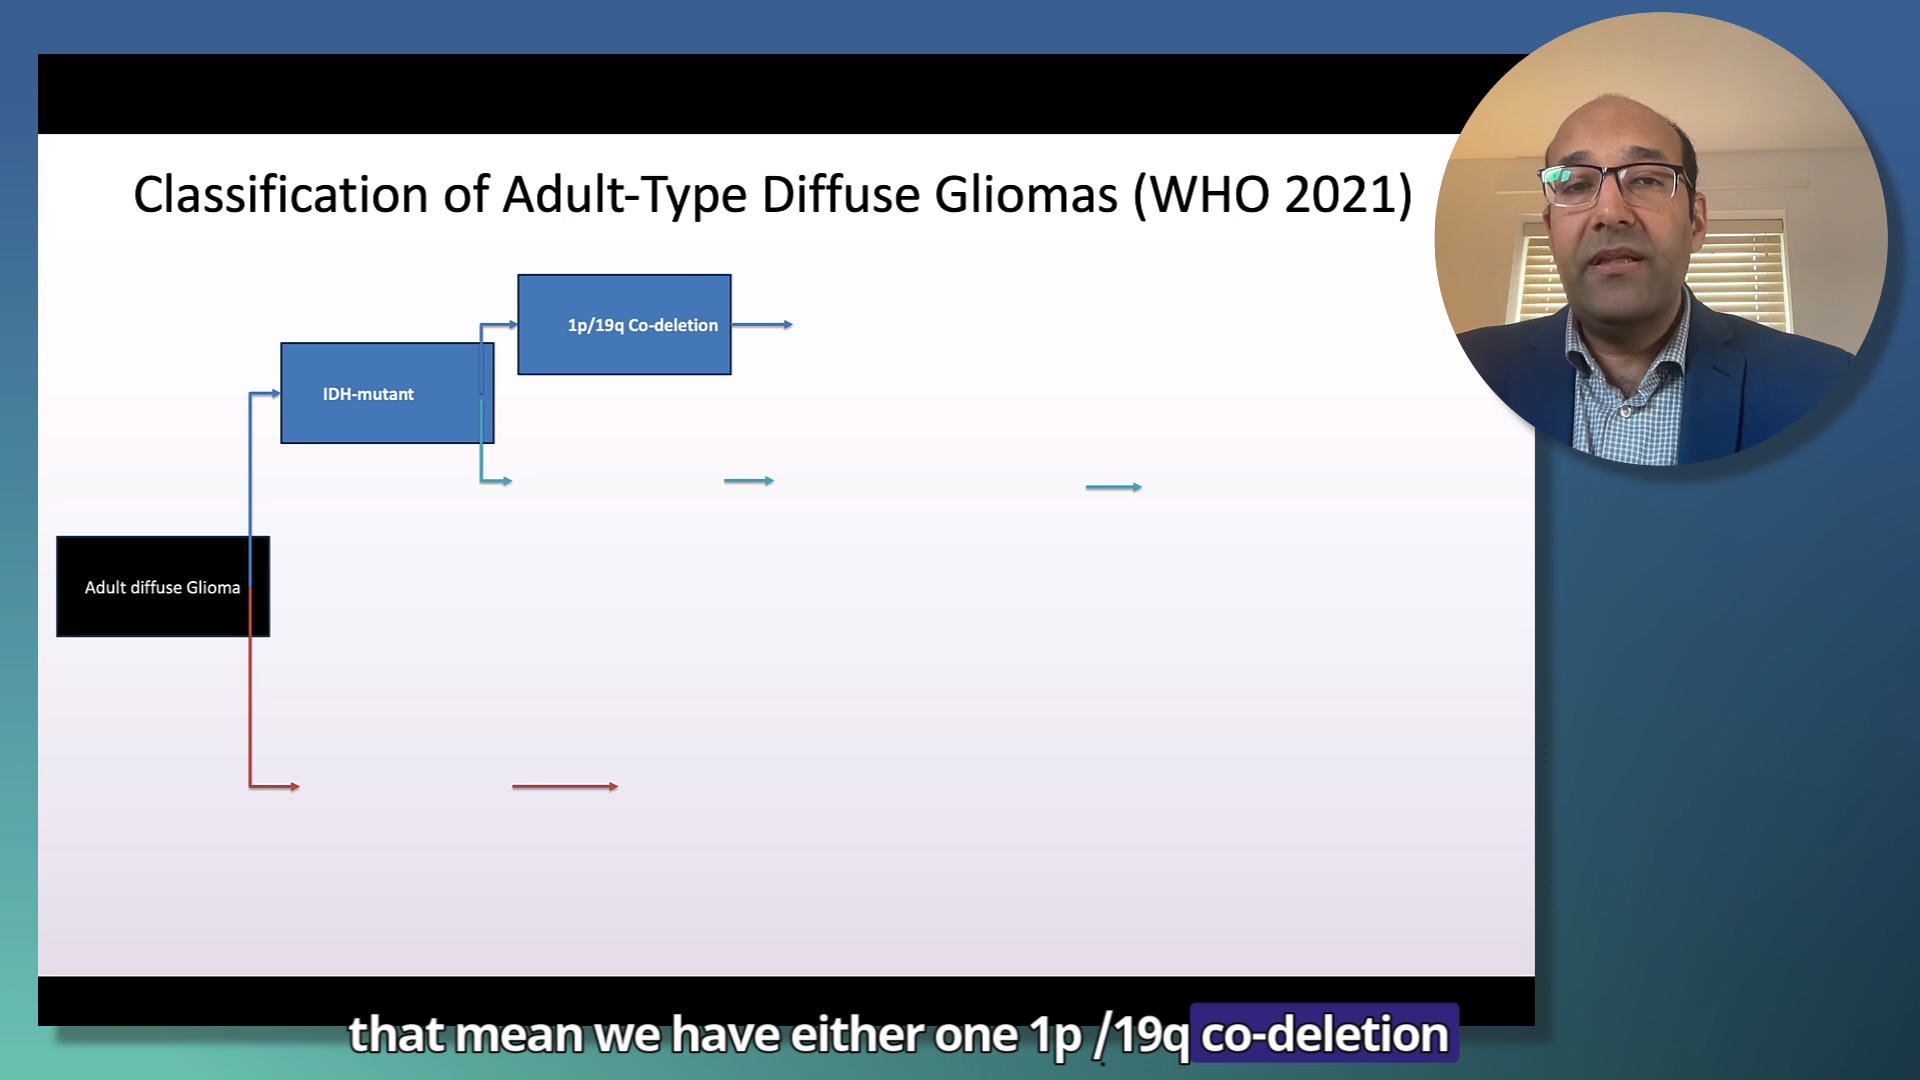 Classification of Adult-Type Diffuse Gliomas (WHO 2021)
1p/19q Co-deletion
IDH-mutant
Adult diffuse Glioma
that mean we have either one 1p /19q co-deletion